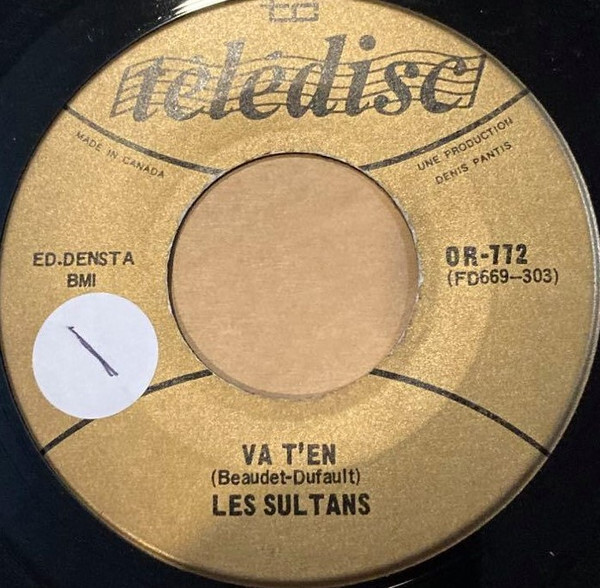 télédisc
MADE IN CANADA
UNE PRODUCTION
DENIS PANTIS
ED.DENSTA
BMI
OR-772
(FD669-303)
VA T'EN
(Beaudet-Dufault)
LES SULTANS